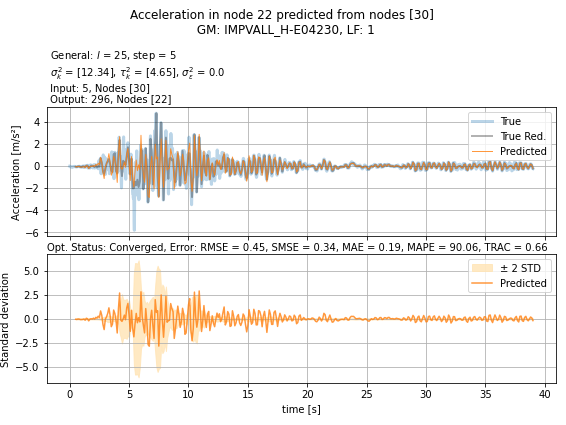 Acceleration in node 22 predicted from nodes [30]
GM: IMPVALL_H-E04230, LF: 1
General: l = 25, step = 5
σ²ₖ = [12.34], τ²ₖ = [4.65], σ²ₑ = 0.0
Input: 5, Nodes [30]
Output: 296, Nodes [22]
Acceleration [m/s²]
4
2
0
−2
−4
−6
True
True Red.
Predicted
Opt. Status: Converged, Error: RMSE = 0.45, SMSE = 0.34, MAE = 0.19, MAPE = 90.06, TRAC = 0.66
Standard deviation
5.0
2.5
0.0
−2.5
−5.0
± 2 STD
Predicted
0 5 10 15 20 25 30 35 40
time [s]